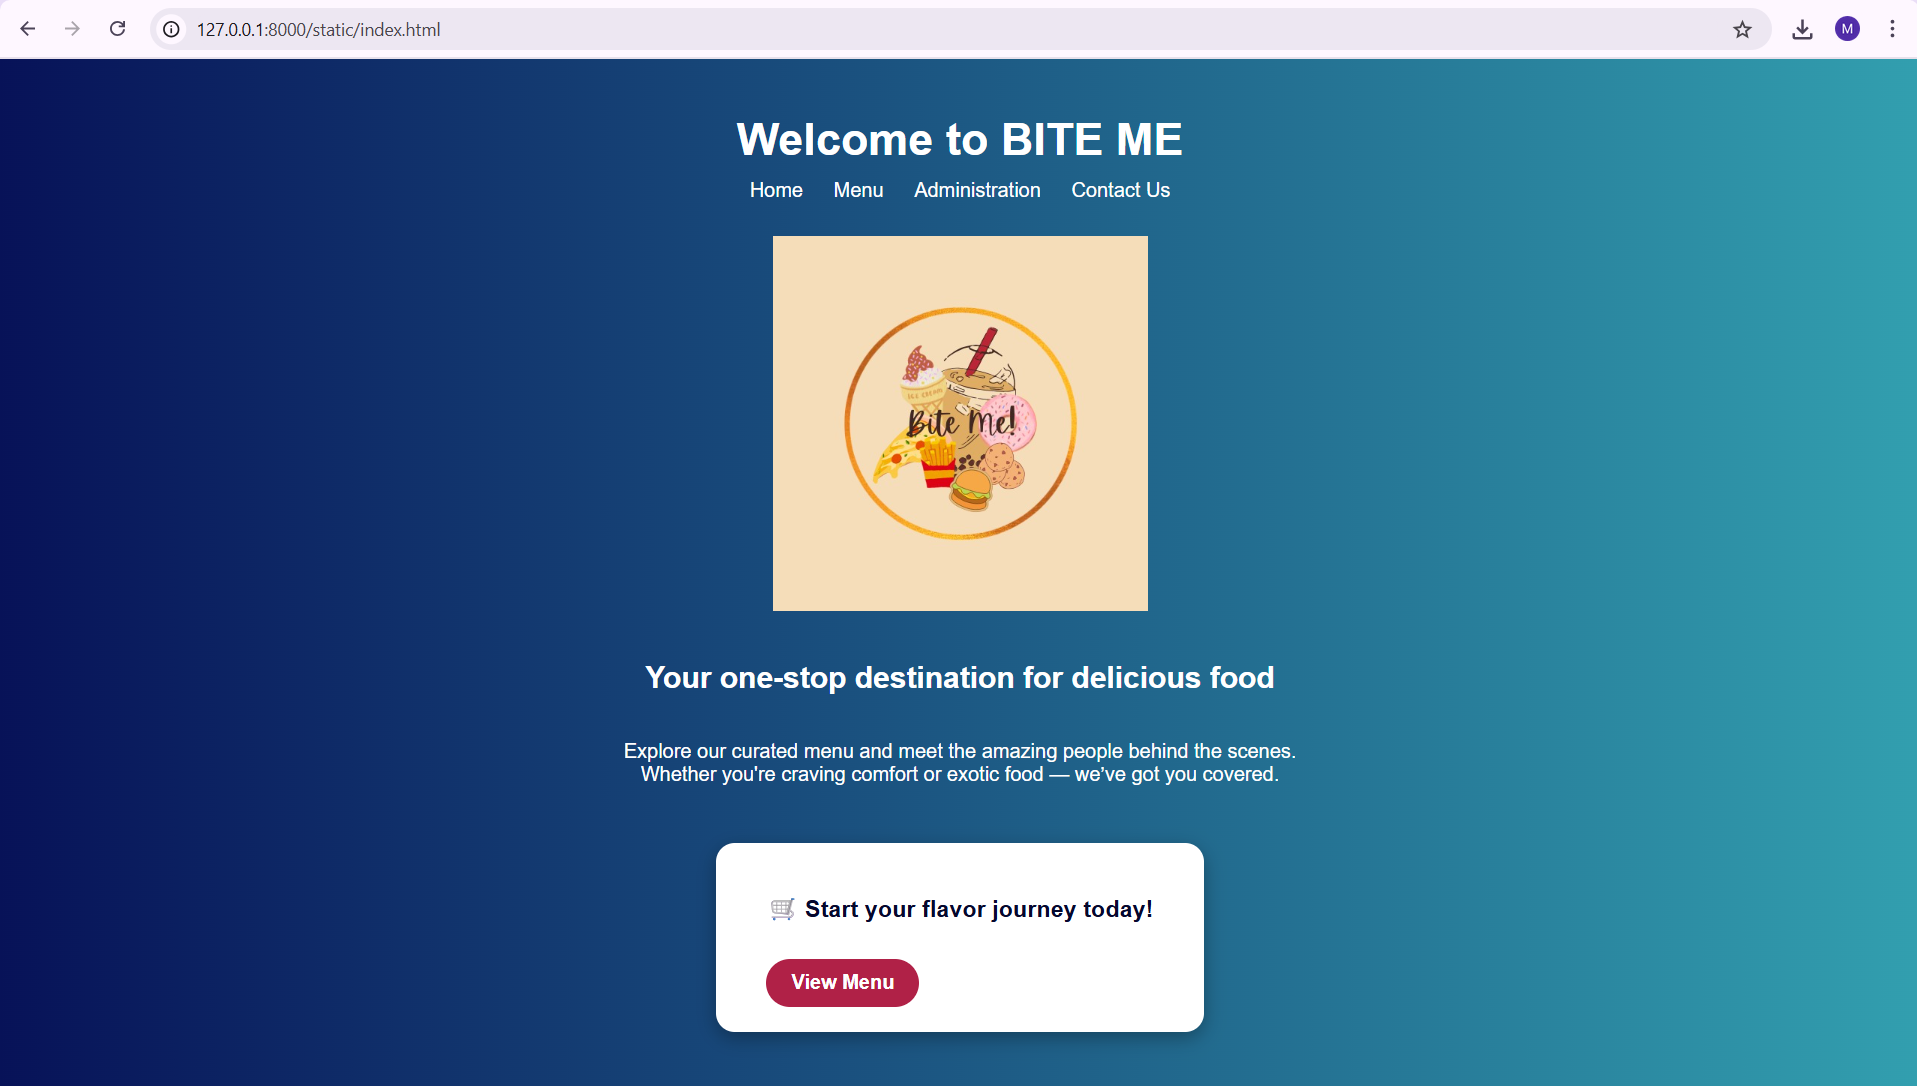 127.0.0.1:8000/static/index.html
M
Welcome to BITE ME
Home Menu Administration Contact Us
ICE CREAM
Bite Me!
Your one-stop destination for delicious food
Explore our curated menu and meet the amazing people behind the scenes.
Whether you're craving comfort or exotic food — we’ve got you covered.
🛒 Start your flavor journey today!
View Menu